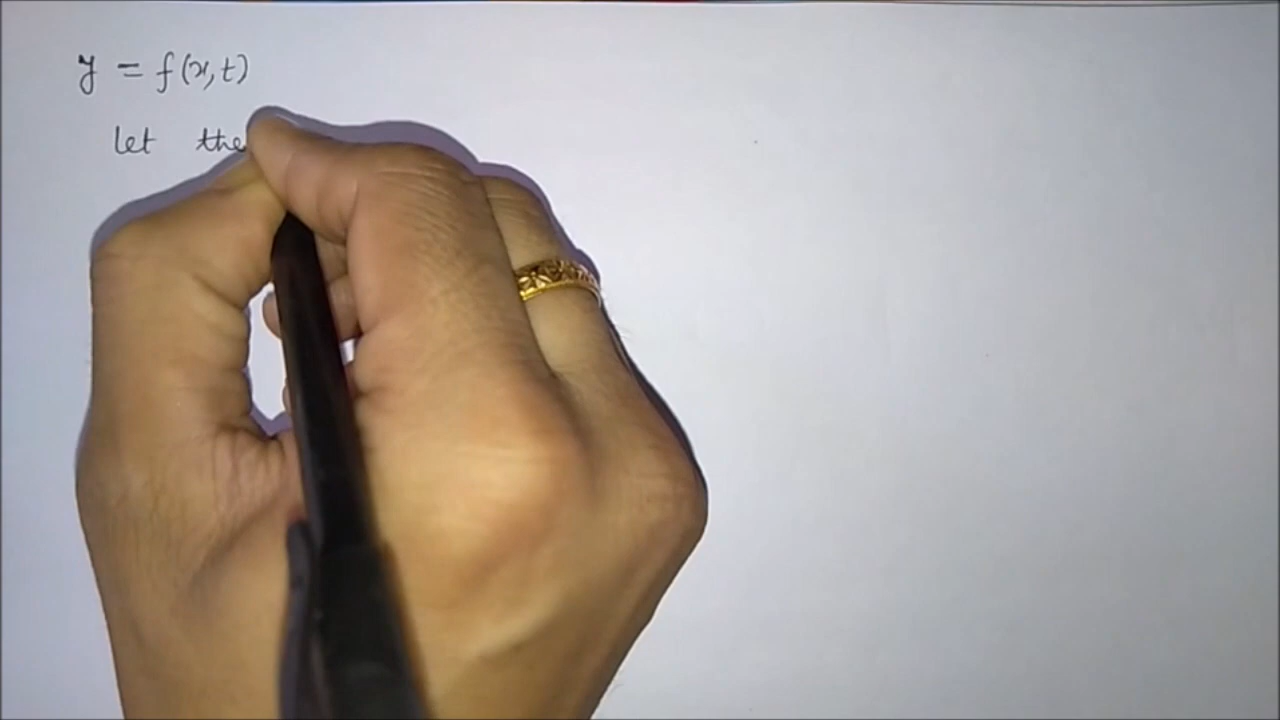 y = f(x,t)
let the